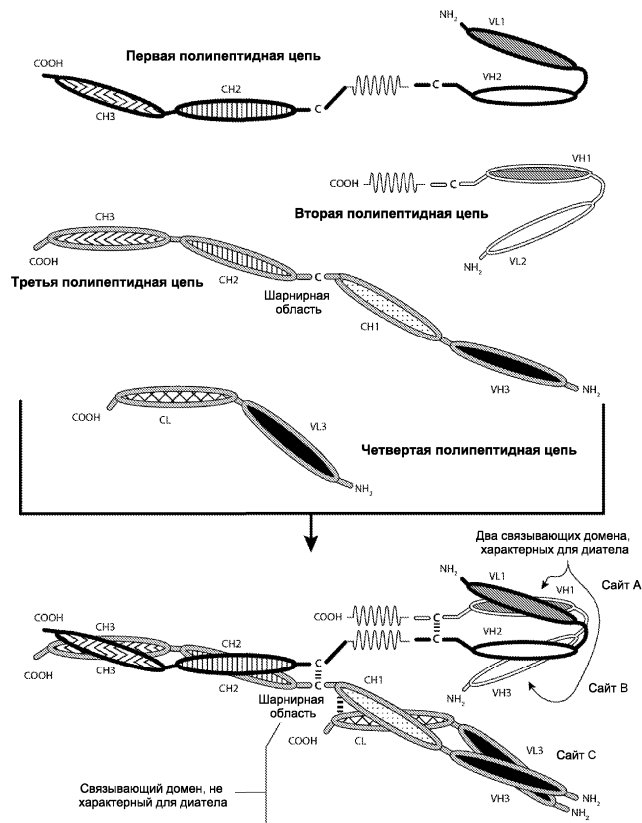 NH2
VL1
COOH
Первая полипептидная цепь
CH3
CH2
C
C
VH2
VH1
COOH
C
Вторая полипептидная цепь
NH2
VL2
CH3
COOH
Третья полипептидная цепь
CH2
C
Шарнирная
область
CH1
VH3
NH2
COOH
CL
VL3
Четвертая полипептидная цепь
NH2
Два связывающих домена,
характерных для диатела
NH2
VL1
VH1
Сайт A
COOH
C
COOH
CH3
CH2
C
VH2
COOH
CH3
CH2
C
C
CH1
NH2
VH3
Сайт B
Шарнирная
область
COOH
CL
VL3
Сайт C
Связывающий домен, не
характерный для диатела
VH3
NH2
NH2